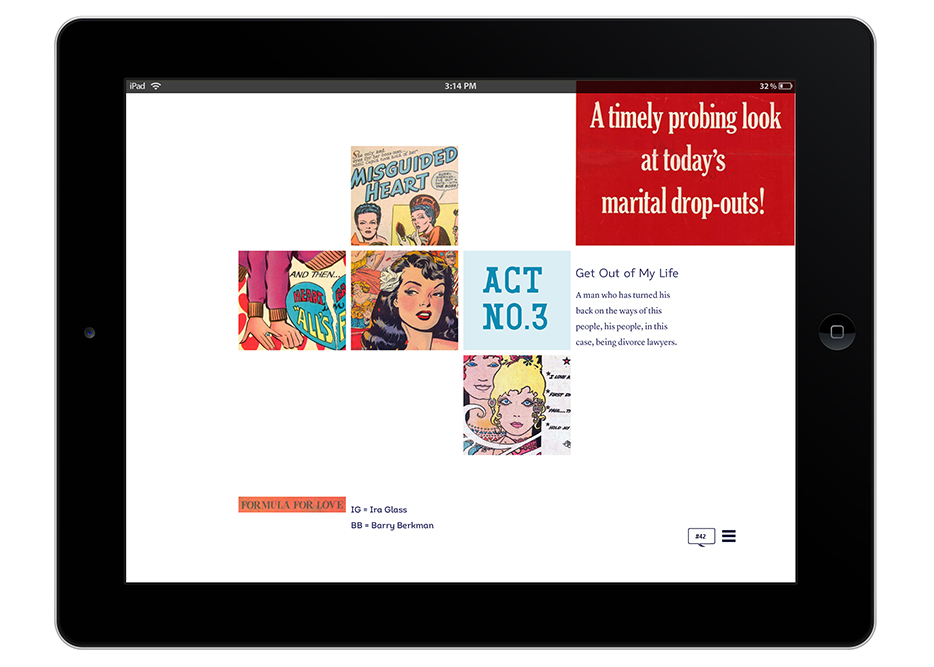 iPad
3:14 PM
32%
A timely probing look
at today's
marital drop-outs!
MISGUIDED
HEART
AND THEN...
ACT
NO.3
Get Out of My Life
A man who has turned his
back on the ways of this
people, his people, in this
case, being divorce lawyers.
FORMULA FOR LOVE
IG = Ira Glass
BB = Barry Berkman
#42